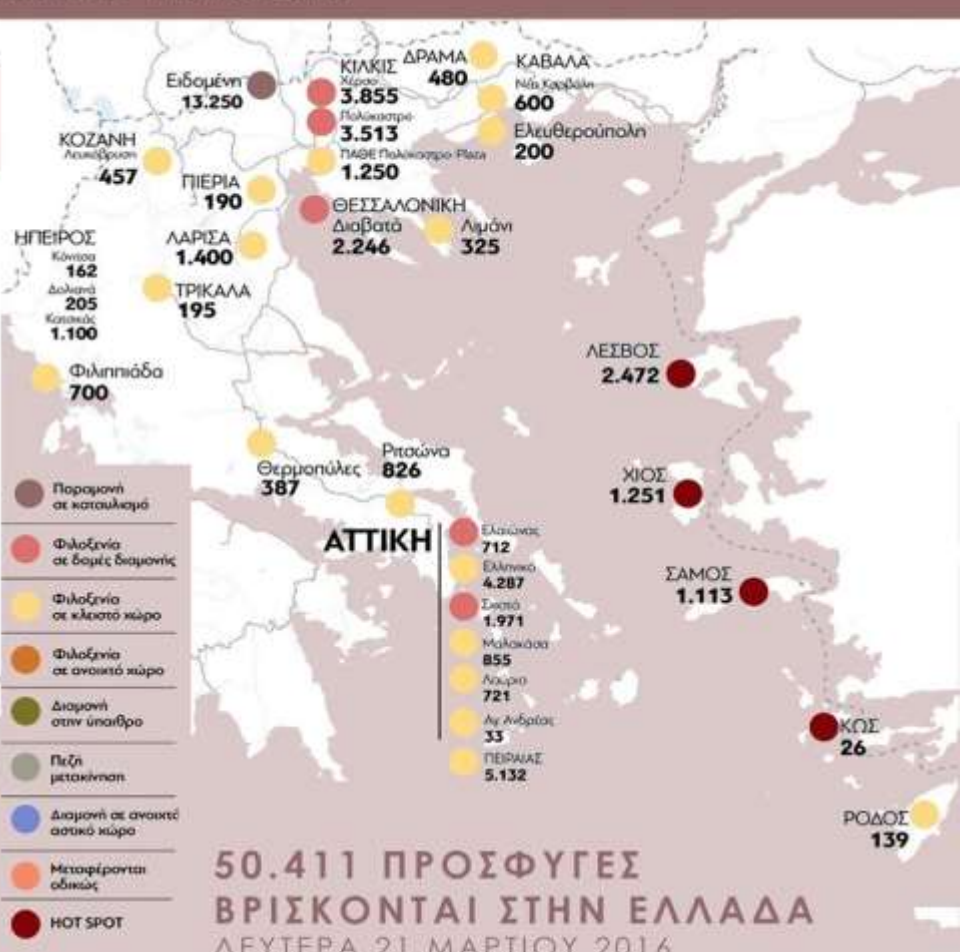 Ειδομένη
13.250
ΚΙΛΚΙΣ
Χέρσο
3.855
Πολύκαστρο
3.513
ΠΑΘΕ Πολύκαστρο Plaza
1.250
ΔΡΑΜΑ
480
ΚΑΒΑΛΑ
Νέα Καρβάλη
600
Ελευθερούπολη
200
ΚΟΖΑΝΗ
Λευκόβρυση
457
ΠΙΕΡΙΑ
190
ΘΕΣΣΑΛΟΝΙΚΗ
Διαβατά
2.246
Λιμάνι
325
ΗΠΕΙΡΟΣ
Κόνιτσα
162
Δολιανά
205
Κατσικάς
1.100
ΛΑΡΙΣΑ
1.400
ΤΡΙΚΑΛΑ
195
Φιλιππιάδα
700
ΛΕΣΒΟΣ
2.472
Θερμοπύλες
387
Ριτσώνα
826
ΧΙΟΣ
1.251
ΣΑΜΟΣ
1.113
ΚΩΣ
26
ΡΟΔΟΣ
139
ΑΤΤΙΚΗ
Ελαιώνας
712
Ελληνικό
4.287
Σχιστό
1.971
Μαλακάσα
855
Λαύριο
721
Αγ. Ανδρέας
33
ΠΕΙΡΑΙΑΣ
5.132
Παραμονή
σε καταυλισμό
Φιλοξενία
σε δομές διαμονής
Φιλοξενία
σε κλειστό χώρο
Φιλοξενία
σε ανοιχτό χώρο
Διαμονή
στην ύπαιθρο
Πεζή
μετακίνηση
Διαμονή σε ανοιχτό
αστικό χώρο
Μεταφέρονται
οδικώς
HOT SPOT
50.411 ΠΡΟΣΦΥΓΕΣ
ΒΡΙΣΚΟΝΤΑΙ ΣΤΗΝ ΕΛΛΑΔΑ
ΔΕΥΤΕΡΑ 21 ΜΑΡΤΙΟΥ 2016